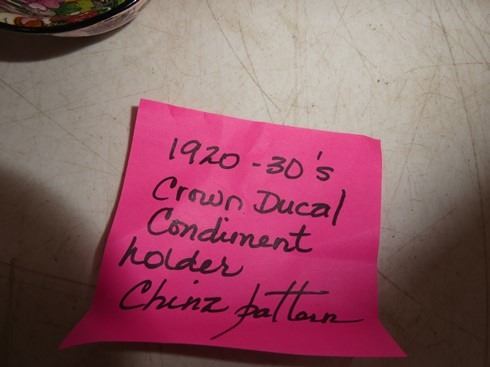 1920-30's
Crown Ducal
Condiment
holder
Chinz pattern